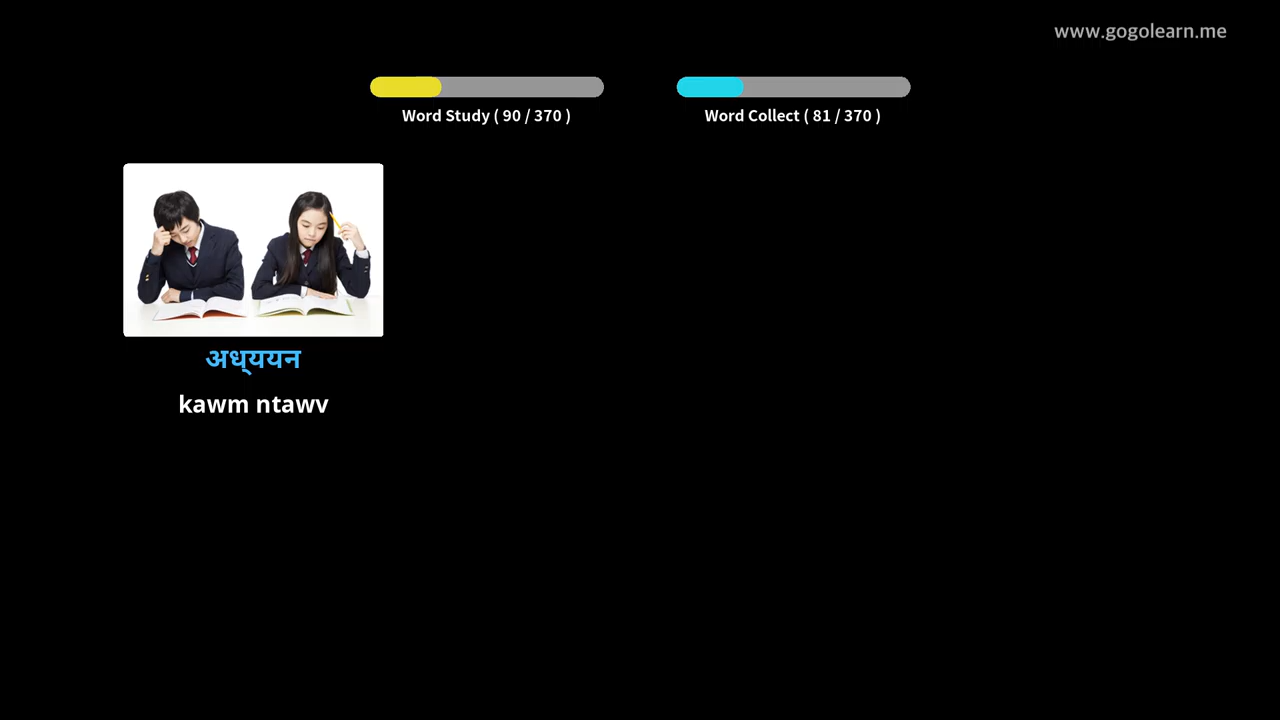 www.gogolearn.me
Word Study ( 90 / 370 )
Word Collect ( 81 / 370 )
अध्ययन
kawm ntawv